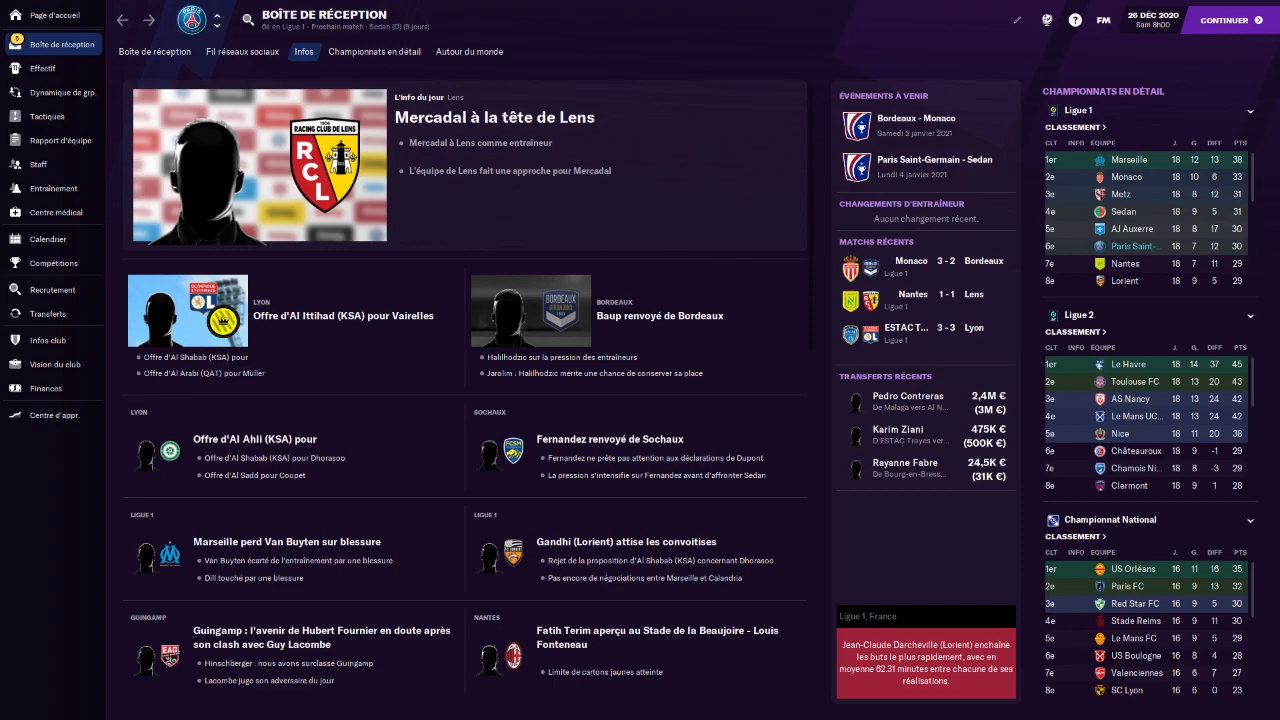 Page d'accueil
5
Boîte de réception
Effectif
Dynamique de grp.
Tactiques
Rapport d'équipe
Staff
Entraînement
Centre médical
Calendrier
Compétitions
Recrutement
Transferts
Infos club
Vision du club
Finances
Centre d'appr.
BOÎTE DE RÉCEPTION
6e en Ligue 1 - Prochain match : Sedan (D) (9 jours)
FM
26 DÉC 2020
Sam 8h00
CONTINUER
Boîte de réception Fil réseaux sociaux Infos Championnats en détail Autour du monde
1906
RACING CLUB DE LENS
RCL
L'info du jour Lens
Mercadal à la tête de Lens
Mercadal à Lens comme entraîneur
L'équipe de Lens fait une approche pour Mercadal
LYON
Offre d'Al Ittihad (KSA) pour Vairelles
Offre d'Al Shabab (KSA) pour
Offre d'Al Arabi (QAT) pour Müller
BORDEAUX
Baup renvoyé de Bordeaux
Halilhodzic sur la pression des entraîneurs
Jarolim : Halilhodzic mérite une chance de conserver sa place
LYON
Offre d'Al Ahli (KSA) pour
Offre d'Al Shabab (KSA) pour Dhorasoo
Offre d'Al Sadd pour Coupet
SOCHAUX
Fernandez renvoyé de Sochaux
Fernandez ne prête pas attention aux déclarations de Dupont
La pression s'intensifie sur Fernandez avant d'affronter Sedan
LIGUE 1
Marseille perd Van Buyten sur blessure
Van Buyten écarté de l'entraînement par une blessure
Dill touché par une blessure
LIGUE 1
Gandhi (Lorient) attise les convoitises
Rejet de la proposition d'Al Shabab (KSA) concernant Dhorasoo
Pas encore de négociations entre Marseille et Calandria
GUINGAMP
Guingamp : l'avenir de Hubert Fournier en doute après
son clash avec Guy Lacombe
Hinschberger : nous avons surclassé Guingamp
Lacombe juge son adversaire du jour
NANTES
Fatih Terim aperçu au Stade de la Beaujoire - Louis
Fonteneau
Limite de cartons jaunes atteinte
ÉVÉNEMENTS À VENIR
Bordeaux - Monaco
Samedi 2 janvier 2021
Paris Saint-Germain - Sedan
Lundi 4 janvier 2021
CHANGEMENTS D'ENTRAÎNEUR
Aucun changement récent.
MATCHS RÉCENTS
Monaco 3 - 2 Bordeaux
Ligue 1
Nantes 1 - 1 Lens
Ligue 1
ESTAC T... 3 - 3 Lyon
Ligue 1
TRANSFERTS RÉCENTS
Pedro Contreras 2,4M €
De Málaga vers Al N... (3M €)
Karim Ziani 475K €
D'ESTAC Troyes ver... (500K €)
Rayanne Fabre 24,5K €
De Bourg-en-Bress... (31K €)
Ligue 1, France
Jean-Claude Darcheville (Lorient) enchaîne
les buts le plus rapidement, avec en
moyenne 62.31 minutes entre chacune de ses
réalisations.
CHAMPIONNATS EN DÉTAIL
Ligue 1
CLASSEMENT
CLT INFO ÉQUIPE J. G. DIFF PTS
1er Marseille 18 12 13 38
2e Monaco 18 10 6 33
3e Metz 18 8 12 31
4e Sedan 18 9 5 31
5e AJ Auxerre 18 8 17 30
6e Paris Saint-... 18 7 12 30
7e Nantes 18 7 11 29
8e Lorient 18 9 5 28
Ligue 2
CLASSEMENT
CLT INFO ÉQUIPE J. G. DIFF PTS
1er Le Havre 18 14 37 45
2e Toulouse FC 18 13 20 43
3e AS Nancy 18 13 24 42
4e Le Mans UC... 18 13 24 42
5e Nice 18 11 20 38
6e Châteauroux 18 9 -1 29
7e Chamois Ni... 18 8 -3 29
8e Clermont 18 9 1 28
Championnat National
CLASSEMENT
CLT INFO ÉQUIPE J. G. DIFF PTS
1er US Orléans 16 11 16 35
2e Paris FC 16 9 13 32
3e Red Star FC 16 9 5 30
4e Stade Reims 16 9 11 30
5e Le Mans FC 16 9 5 29
6e US Boulogne 16 8 4 28
7e Valenciennes 16 6 7 27
8e SC Lyon 16 6 0 23